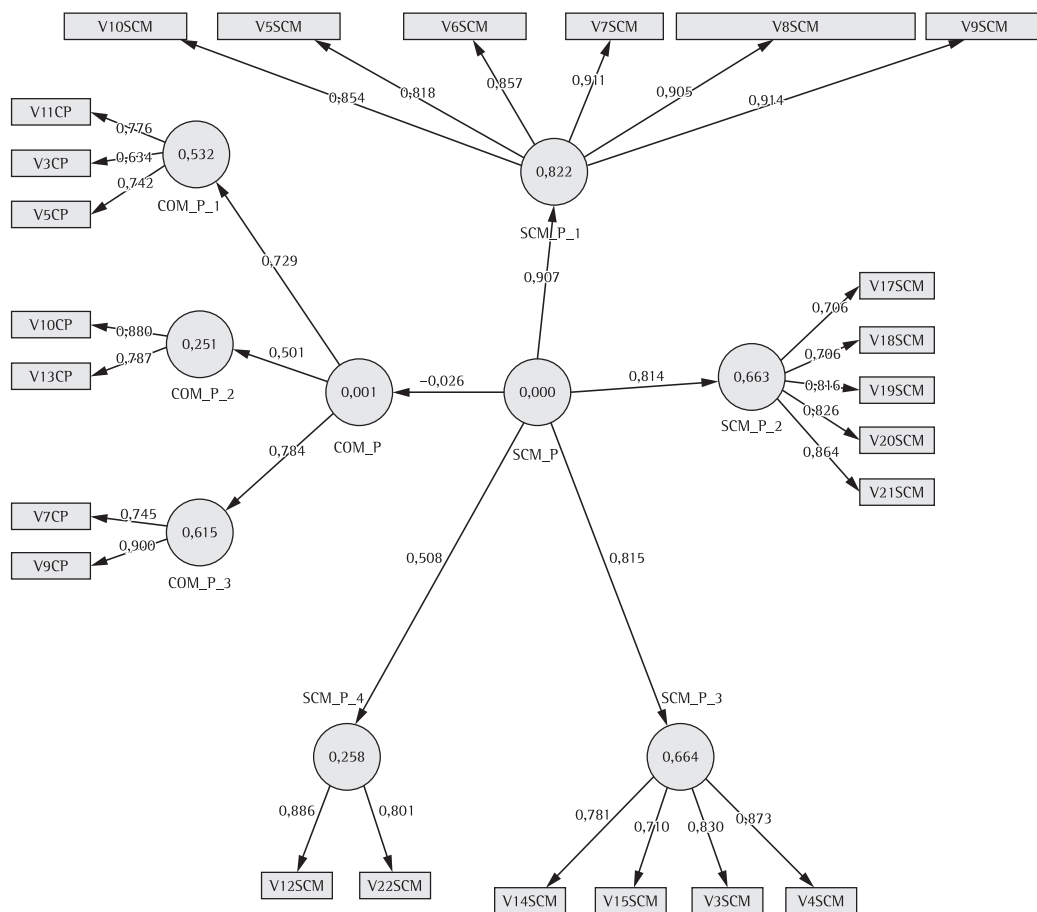 V10SCM V5SCM V6SCM V7SCM V8SCM V9SCM
0,854 0,818 0,857 0,911 0,905 0,914
V11CP
0,776
V3CP
0,634
V5CP
0,742
0,532
COM_P_1
0,822
SCM_P_1
0,729
0,907
V10CP
0,880
V13CP
0,787
0,251
COM_P_2
0,501
0,001
COM_P
−0,026
0,000
SCM_P
0,814
0,663
SCM_P_2
0,706
V17SCM
0,706
V18SCM
0,816
V19SCM
0,826
V20SCM
0,864
V21SCM
0,784
V7CP
0,745
V9CP
0,900
0,615
COM_P_3
0,508
0,815
SCM_P_4
0,258
0,886 0,801
V12SCM V22SCM
SCM_P_3
0,664
0,781 0,710 0,830 0,873
V14SCM V15SCM V3SCM V4SCM